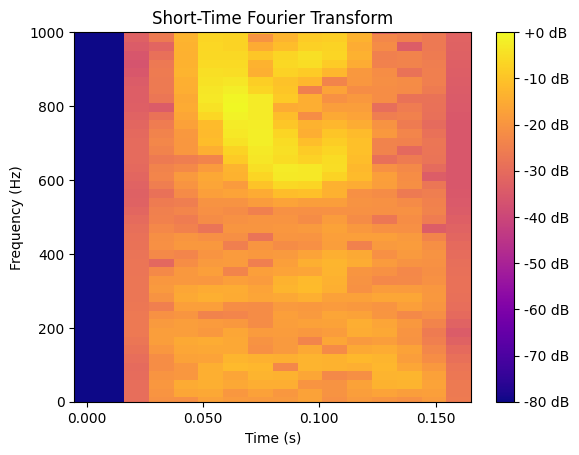 Short-Time Fourier Transform
1000
800
600
400
200
0
Frequency (Hz)
0.000
0.050
0.100
0.150
Time (s)
+0 dB
-10 dB
-20 dB
-30 dB
-40 dB
-50 dB
-60 dB
-70 dB
-80 dB